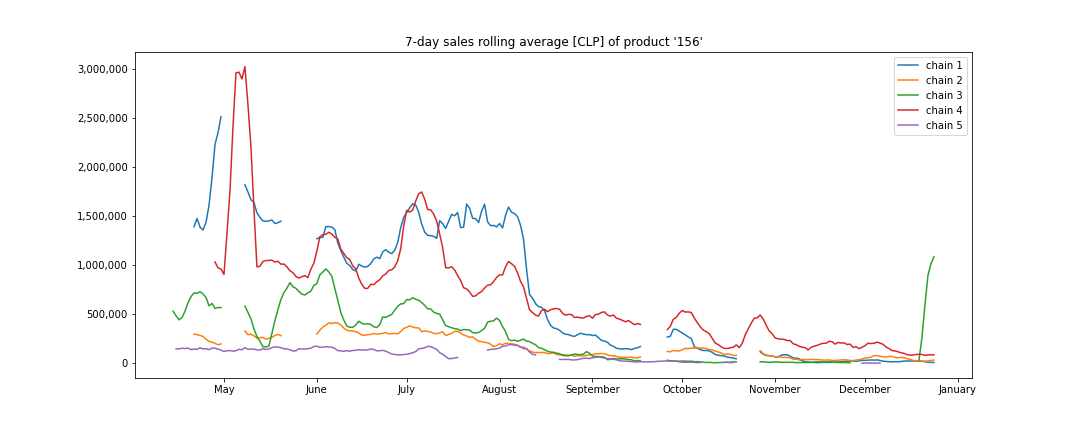 7-day sales rolling average [CLP] of product '156'
3,000,000
2,500,000
2,000,000
1,500,000
1,000,000
500,000
0
chain 1
chain 2
chain 3
chain 4
chain 5
May June July August September October November December January